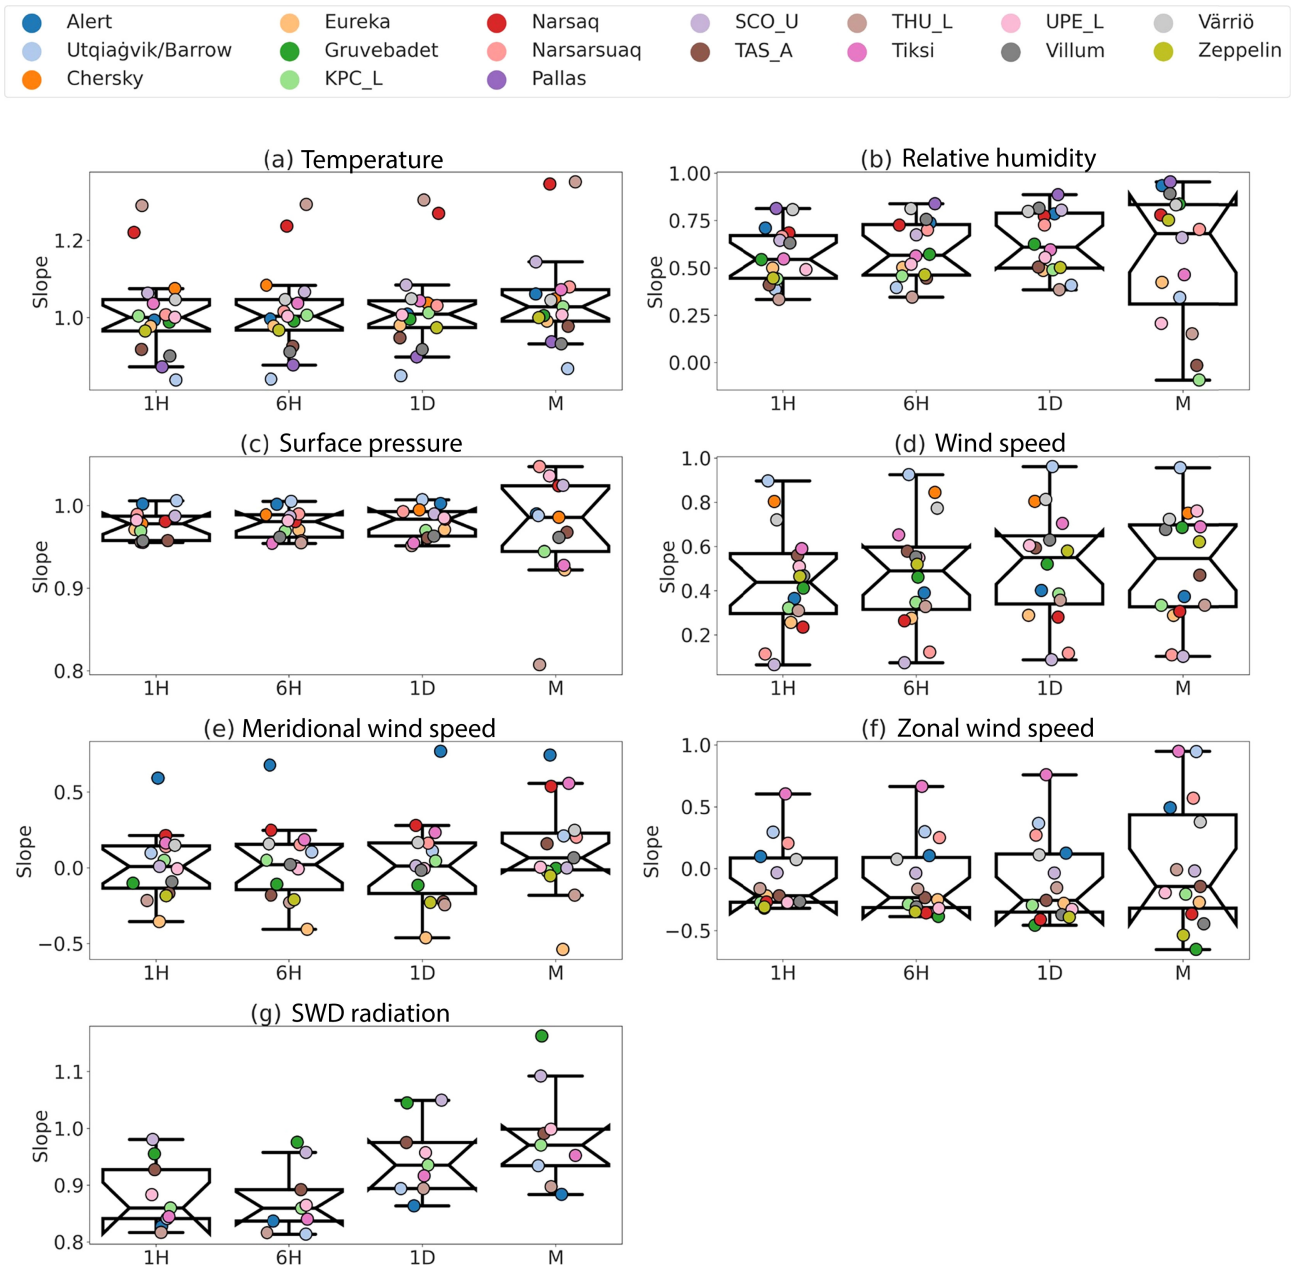 Alert Eureka Narsaq SCO_U THU_L UPE_L Värriö
Utqiaġvik/Barrow Gruvebadet Narsarsuaq TAS_A Tiksi Villum Zeppelin
Chersky KPC_L Pallas
(a) Temperature
(b) Relative humidity
Slope
1.2
1.0
1H 6H 1D M
Slope
1.00
0.75
0.50
0.25
0.00
1H 6H 1D M
(c) Surface pressure
(d) Wind speed
Slope
1.0
0.9
0.8
1H 6H 1D M
Slope
1.0
0.8
0.6
0.4
0.2
1H 6H 1D M
(e) Meridional wind speed
(f) Zonal wind speed
Slope
0.5
0.0
−0.5
1H 6H 1D M
Slope
1.0
0.5
0.0
−0.5
1H 6H 1D M
(g) SWD radiation
Slope
1.1
1.0
0.9
0.8
1H 6H 1D M